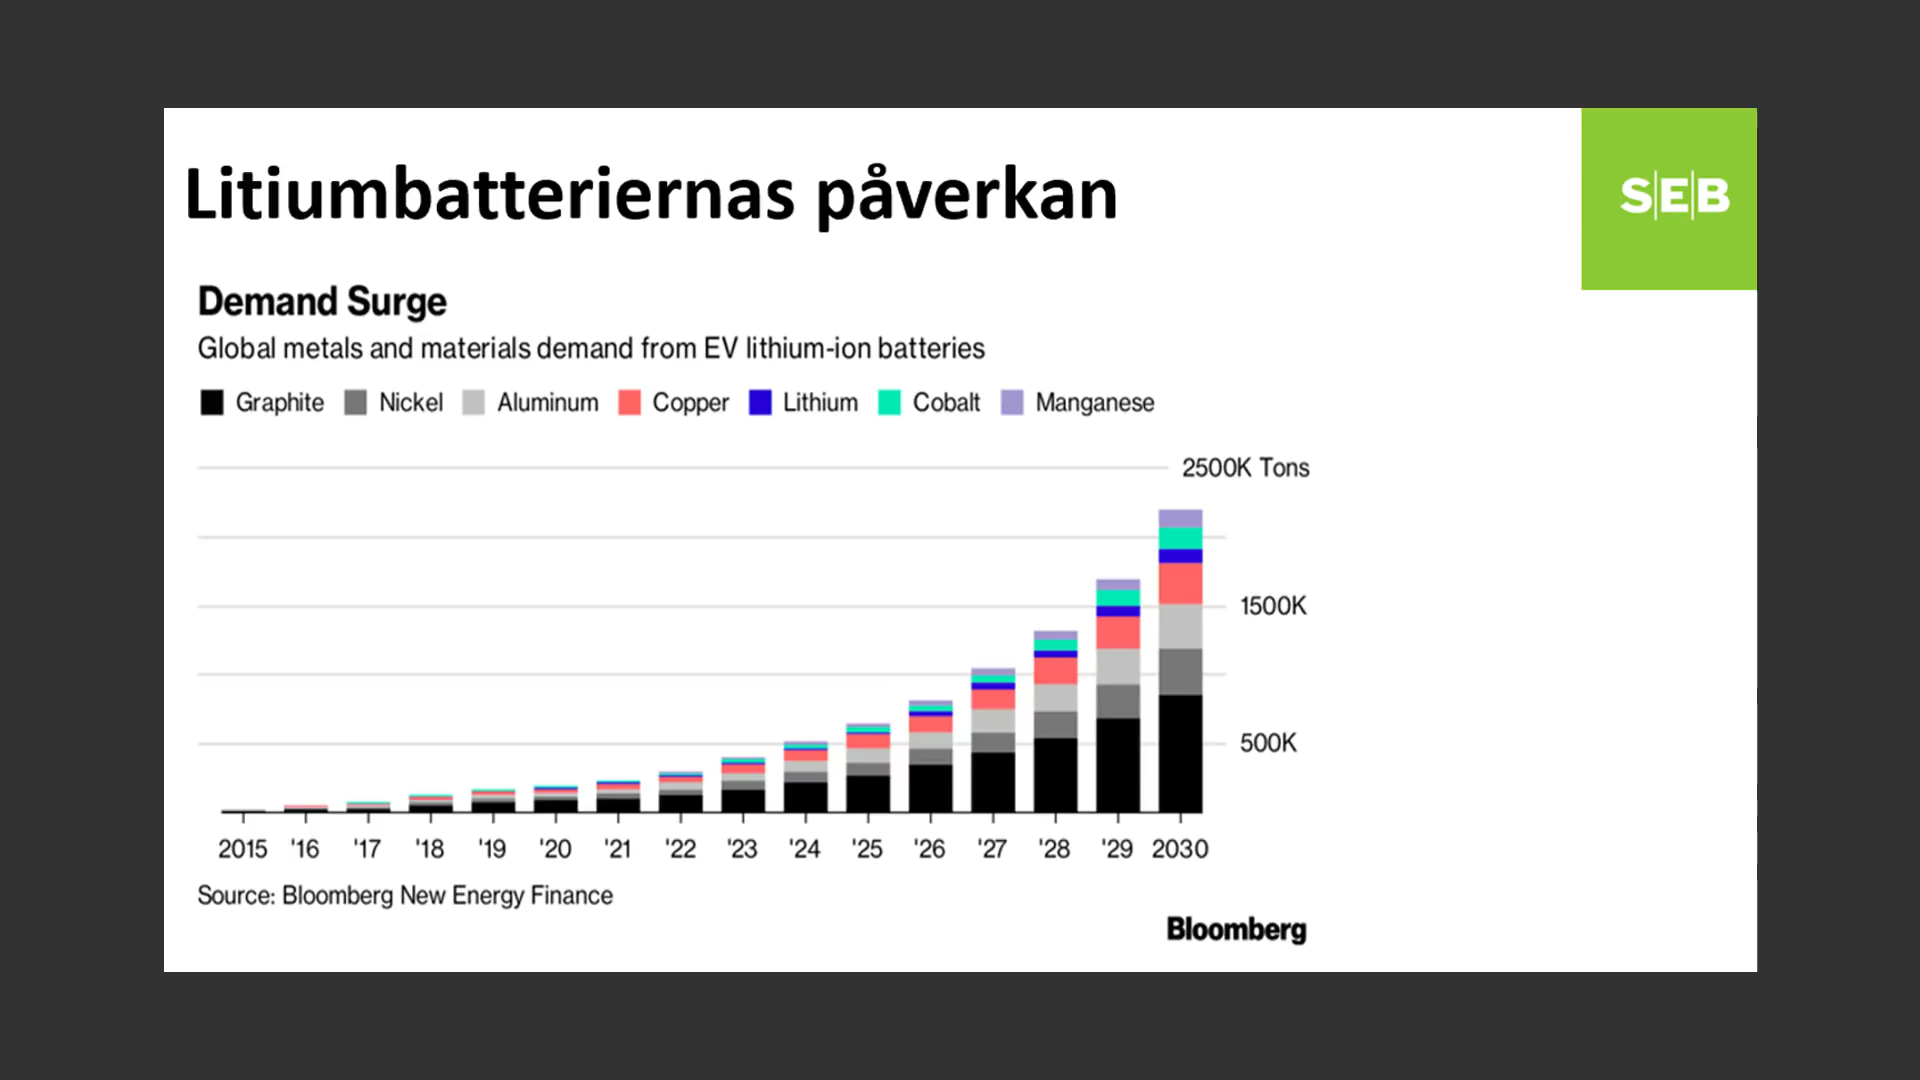 Litiumbatteriernas påverkan
S|E|B
Demand Surge
Global metals and materials demand from EV lithium-ion batteries
Graphite Nickel Aluminum Copper Lithium Cobalt Manganese
2500K Tons
1500K
500K
2015 '16 '17 '18 '19 '20 '21 '22 '23 '24 '25 '26 '27 '28 '29 2030
Source: Bloomberg New Energy Finance
Bloomberg